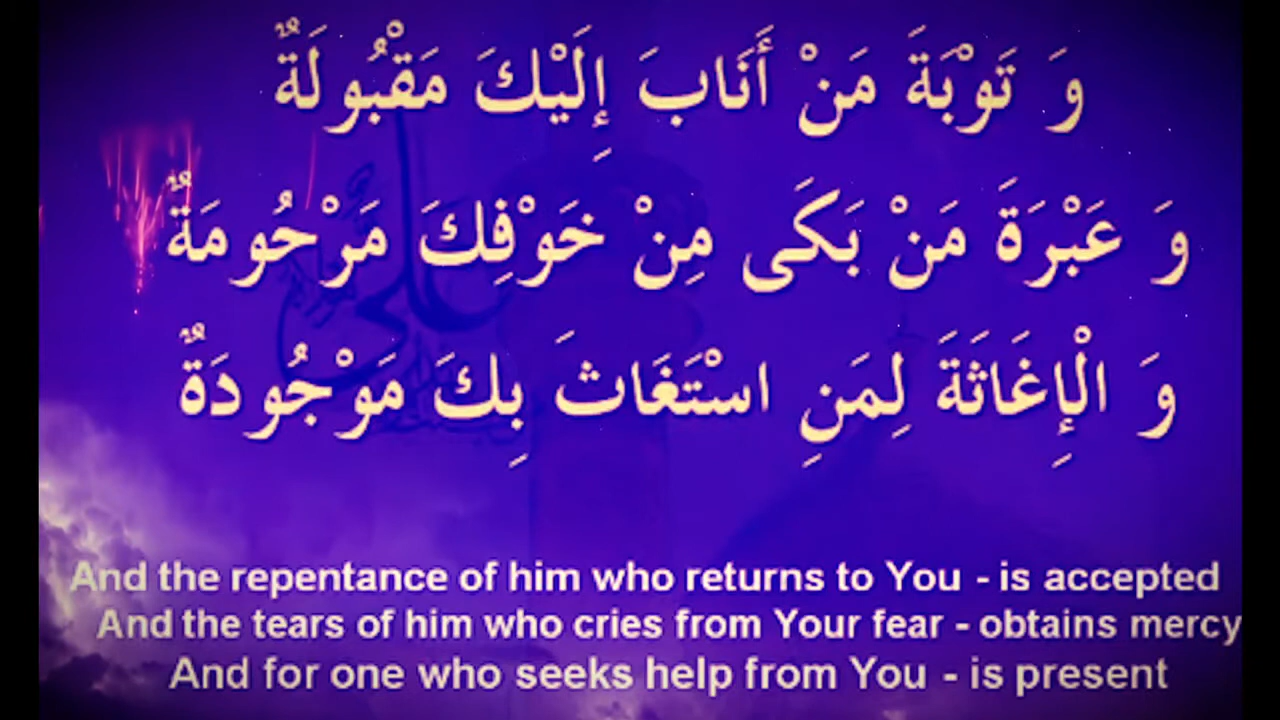 وَ تَوْبَةَ مَنْ أَنَابَ إِلَيْكَ مَقْبُولَةٌ
وَ عَبْرَةَ مَنْ بَكَى مِنْ خَوْفِكَ مَرْحُومَةٌ
وَ الْإِغَاثَةَ لِمَنِ اسْتَغَاثَ بِكَ مَوْجُودَةٌ
And the repentance of him who returns to You - is accepted
And the tears of him who cries from Your fear - obtains mercy
And for one who seeks help from You - is present